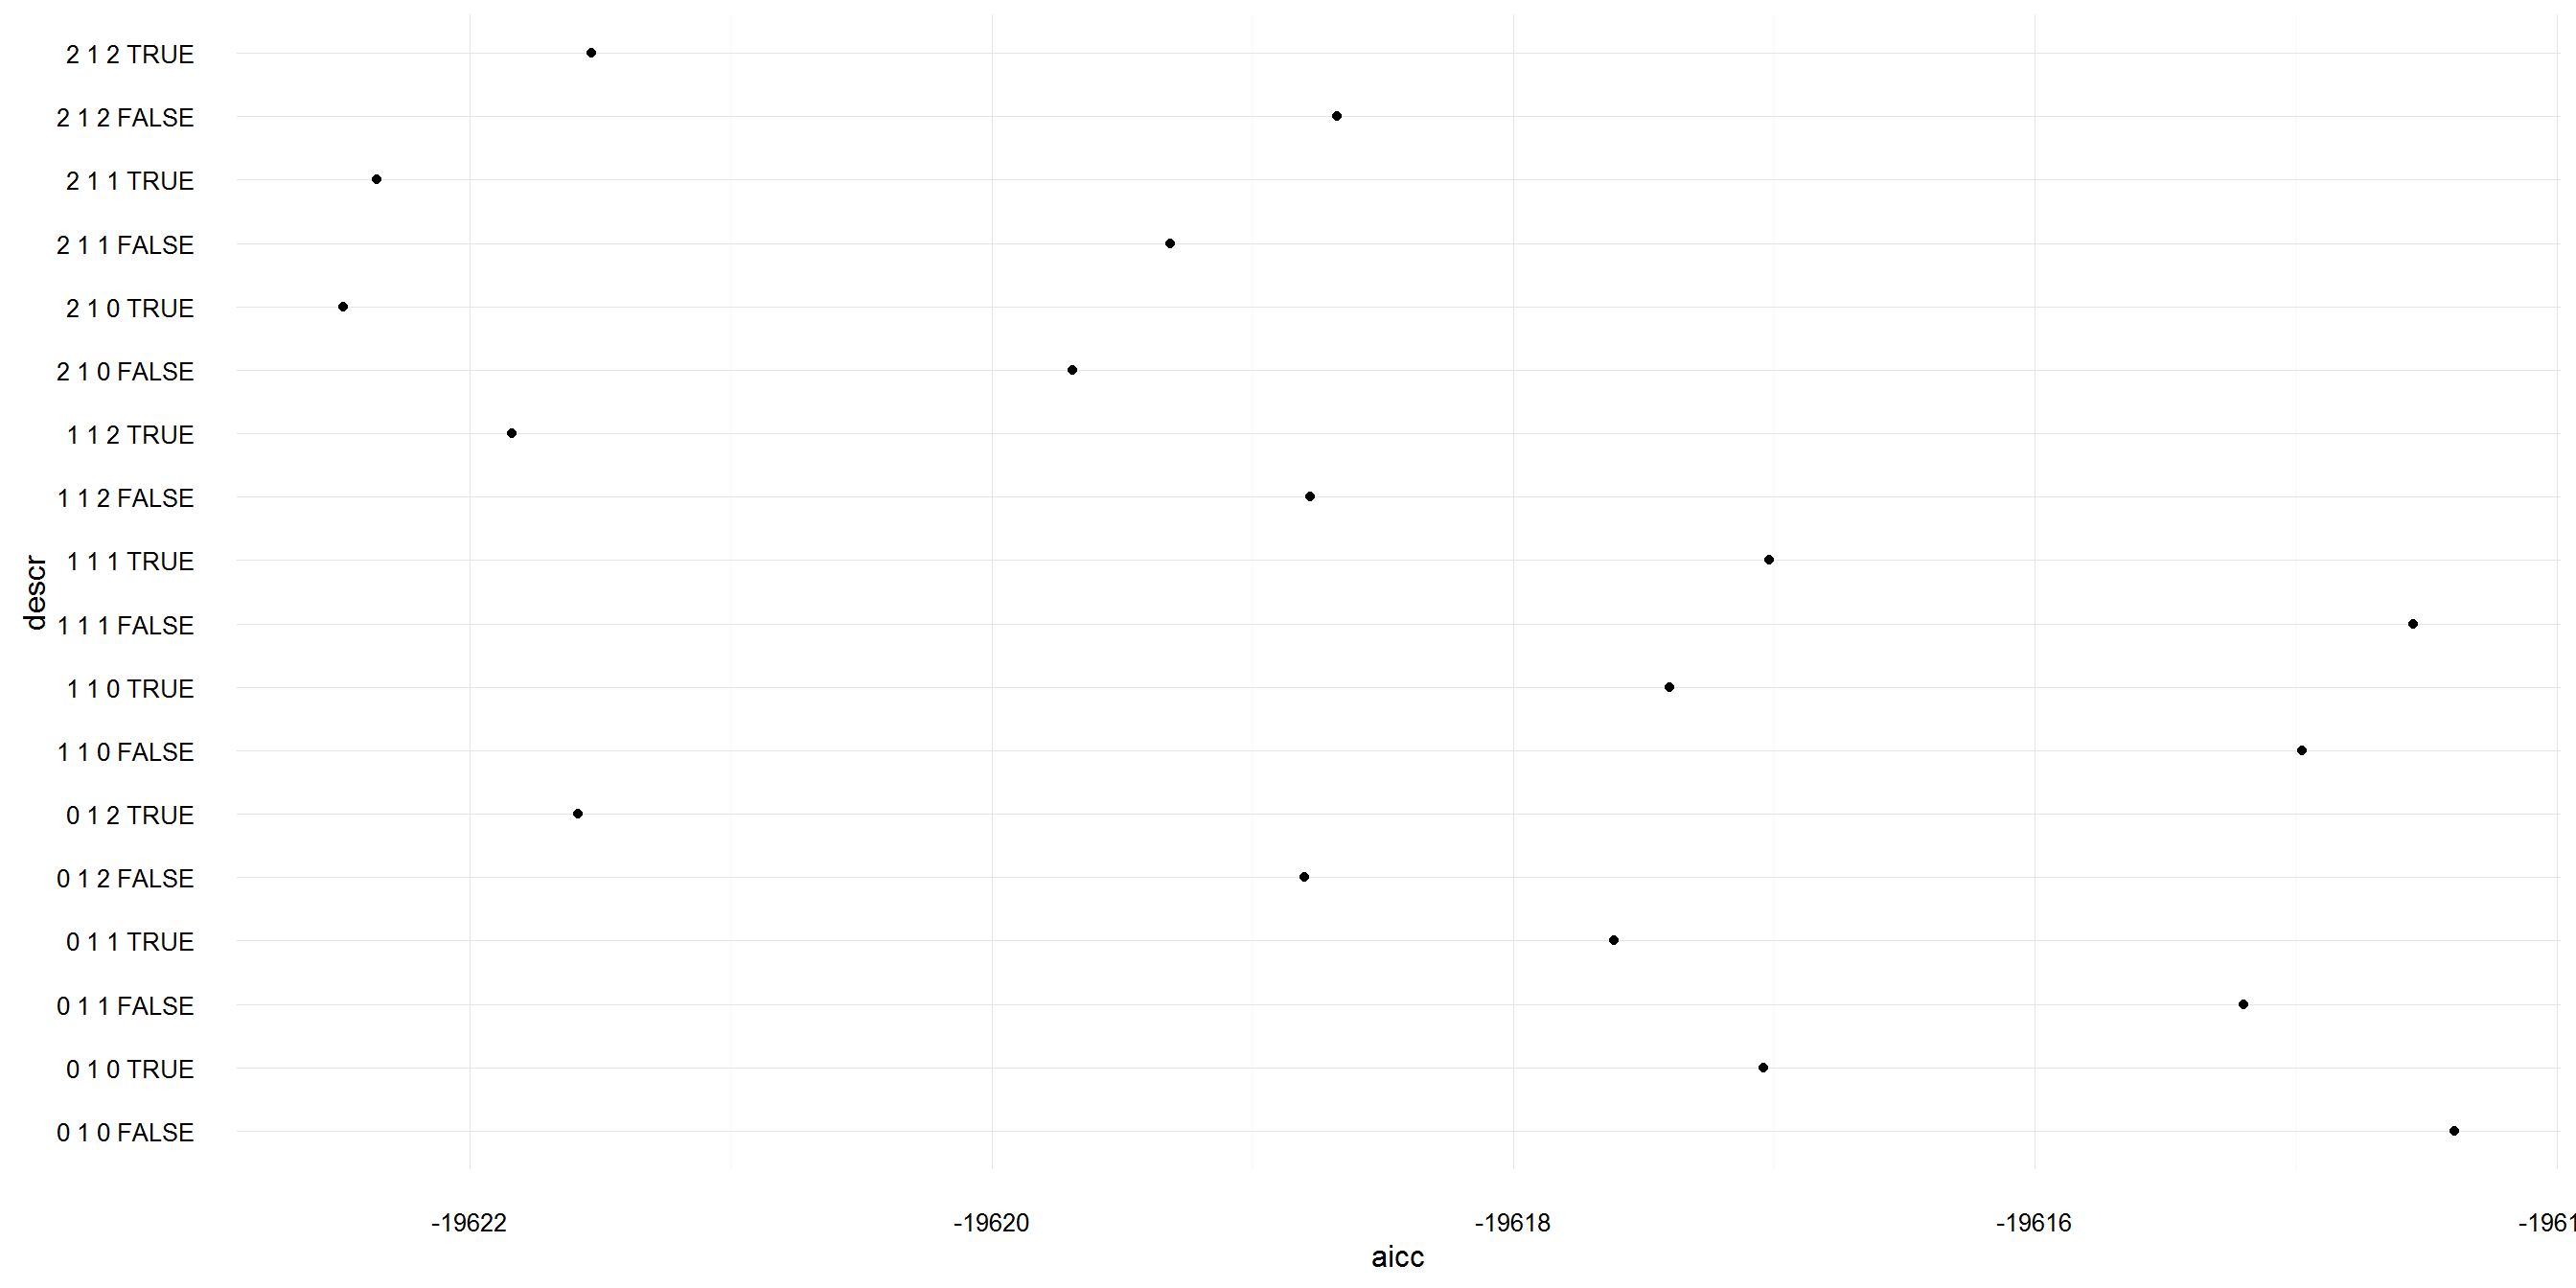 2 1 2 TRUE
2 1 2 FALSE
2 1 1 TRUE
2 1 1 FALSE
2 1 0 TRUE
2 1 0 FALSE
1 1 2 TRUE
1 1 2 FALSE
1 1 1 TRUE
descr
1 1 1 FALSE
1 1 0 TRUE
1 1 0 FALSE
0 1 2 TRUE
0 1 2 FALSE
0 1 1 TRUE
0 1 1 FALSE
0 1 0 TRUE
0 1 0 FALSE
-19622 -19620 -19618 -19616 -1961
aicc